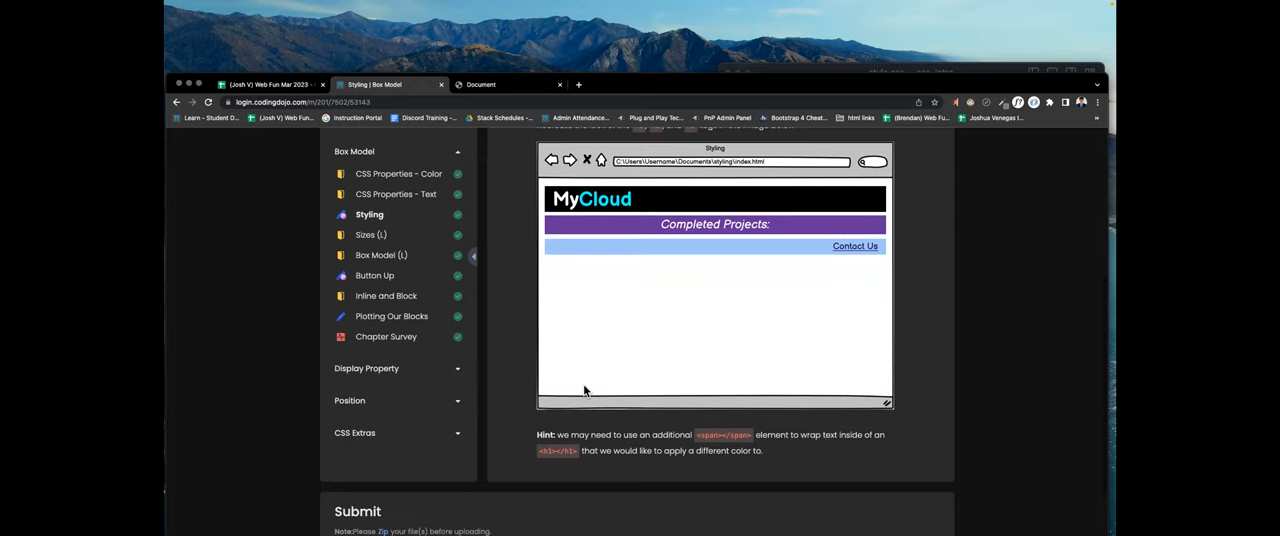 (Josh V) Web Fun Mar 2023 -
Styling | Box Model
Document
login.codingdojo.com/m/201/7502/53143
Learn - Student D...
(Josh V) Web Fun...
Instruction Portal
Discord Training -...
Stack Schedules -...
Admin Attendance...
Plug and Play Tec...
PnP Admin Panel
Bootstrap 4 Cheat...
html links
(Brendan) Web Fu...
Joshua Venegas I...
Box Model
CSS Properties - Color
CSS Properties - Text
Styling
Sizes (L)
Box Model (L)
Button Up
Inline and Block
Plotting Our Blocks
Chapter Survey
Display Property
Position
CSS Extras
Styling
C:\Users\Username\Documents\styling\index.html
MyCloud
Completed Projects:
Contact Us
Hint: we may need to use an additional <span></span> element to wrap text inside of an
<h1></h1> that we would like to apply a different color to.
Submit
Note:Please Zip your file(s) before uploading.